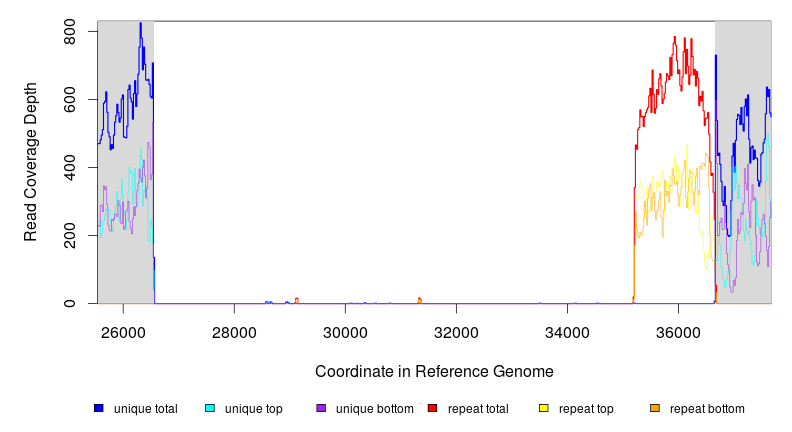 800
600
400
200
0
Read Coverage Depth
26000 28000 30000 32000 34000 36000
Coordinate in Reference Genome
unique total unique top unique bottom repeat total repeat top repeat bottom